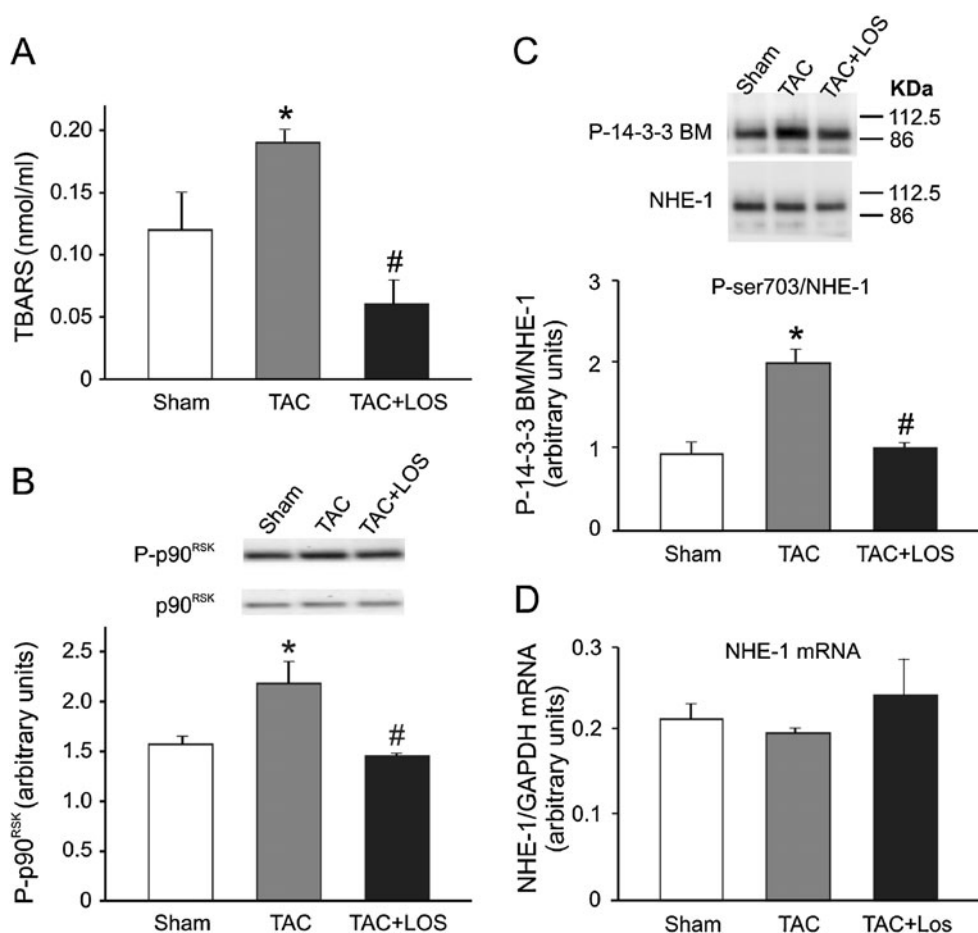 A
*
0.20
0.15
#
0.10
0.05
0
TBARS (nmol/ml)
Sham TAC TAC+LOS
B
Sham TAC TAC+LOS
P-p90RSK
p90RSK
*
2.5
2.0
#
1.5
1.0
0.5
0
P-p90RSK (arbitrary units)
Sham TAC TAC+LOS
C
Sham TAC TAC+LOS KDa
112.5
P-14-3-3 BM
86
112.5
NHE-1
86
3
P-ser703/NHE-1
*
2
#
1
0
P-14-3-3 BM/NHE-1
(arbitrary units)
Sham TAC TAC+LOS
D
0.3
NHE-1 mRNA
0.2
0.1
0
NHE-1/GAPDH mRNA
(arbitrary units)
Sham TAC TAC+Los